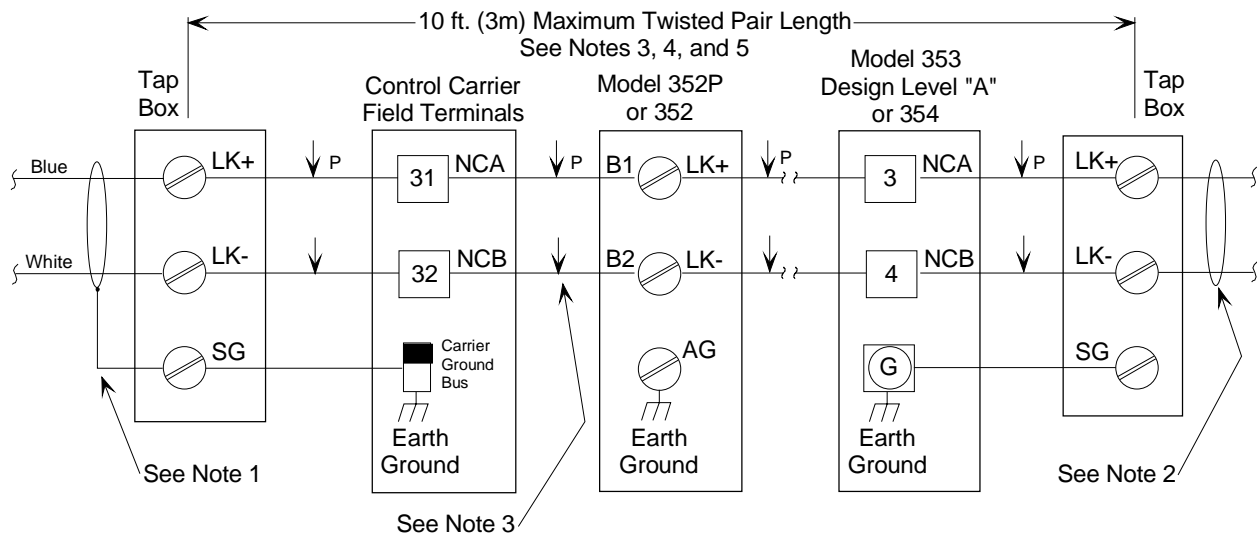 10 ft. (3m) Maximum Twisted Pair Length
See Notes 3, 4, and 5
Tap
Box
Control Carrier
Field Terminals
Model 352P
or 352
Model 353
Design Level "A"
or 354
Tap
Box
Blue
LK+
P
31
NCA
P
B1
LK+
P
3
NCA
P
LK+
White
LK-
32
NCB
B2
LK-
4
NCB
LK-
SG
Carrier
Ground
Bus
AG
G
SG
Earth
Ground
Earth
Ground
Earth
Ground
See Note 1
See Note 3
See Note 2